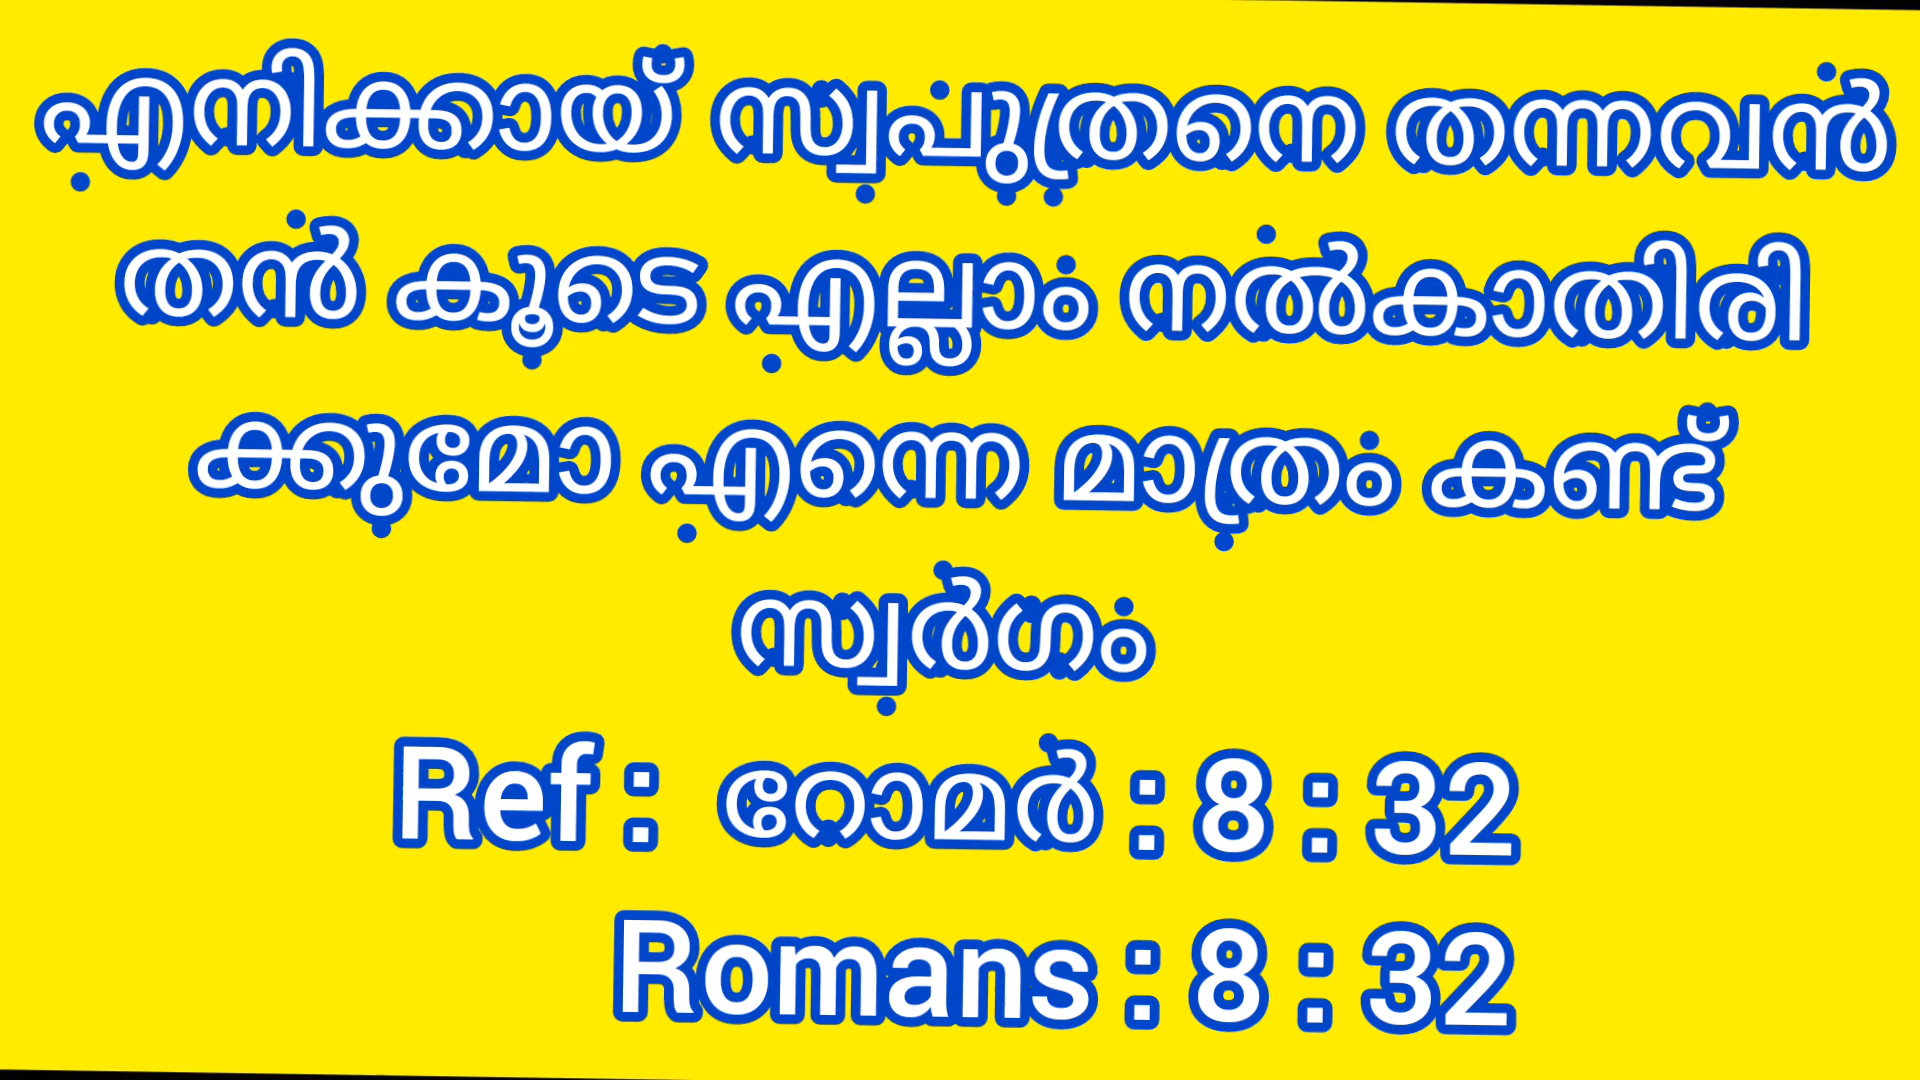 എനിക്കായ് സ്വപുത്രനെ തന്നവൻ
തൻ കൂടെ എല്ലാം നൽകാതിരി
ക്കുമോ എന്നെ മാത്രം കണ്ട്
സ്വർഗം
Ref : റോമർ : 8 : 32
Romans : 8 : 32